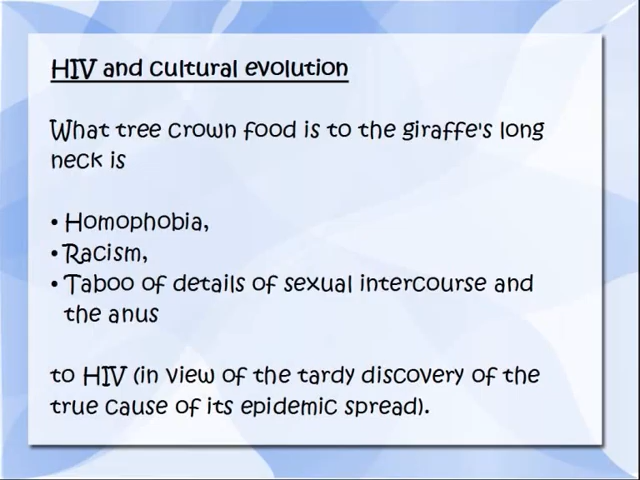 HIV and cultural evolution
What tree crown food is to the giraffe's long
neck is
• Homophobia,
• Racism,
• Taboo of details of sexual intercourse and
the anus
to HIV (in view of the tardy discovery of the
true cause of its epidemic spread).